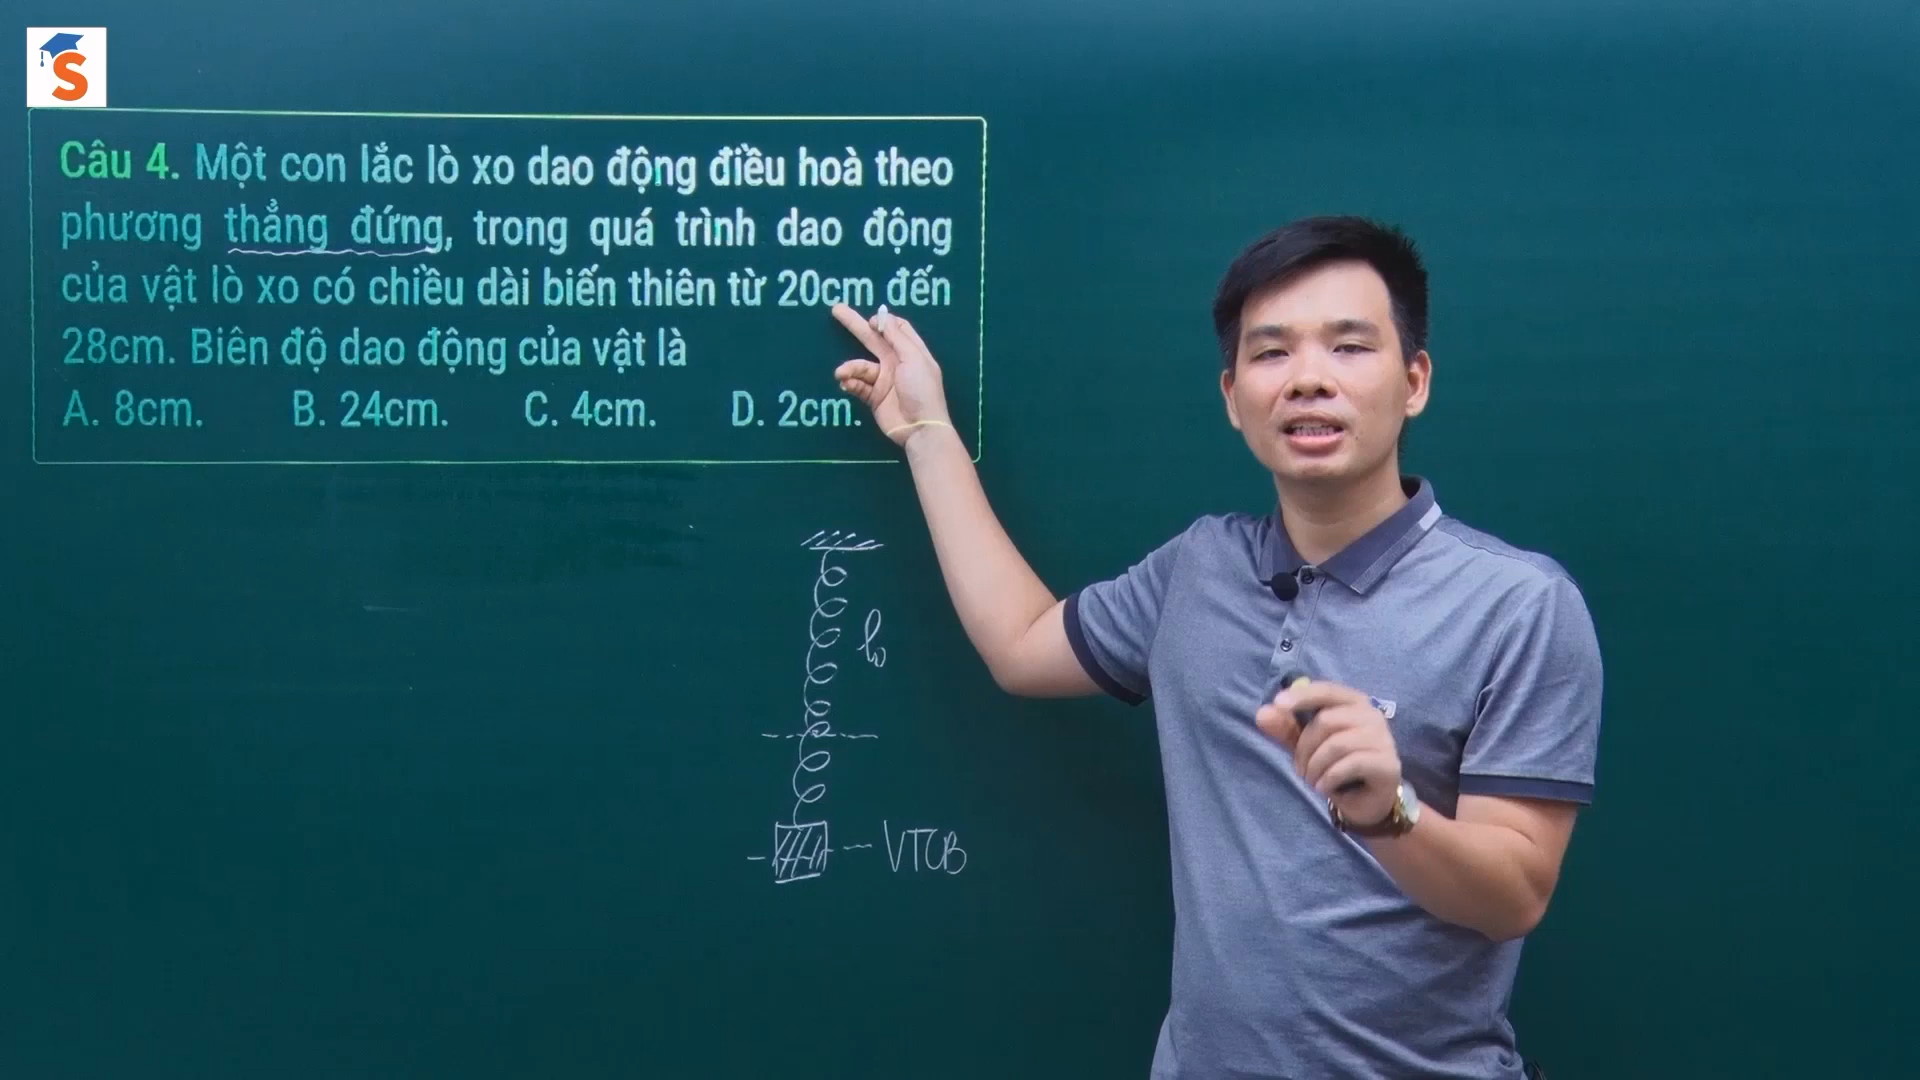 S
Câu 4. Một con lắc lò xo dao động điều hoà theo
phương thẳng đứng, trong quá trình dao động
của vật lò xo có chiều dài biến thiên từ 20cm đến
28cm. Biên độ dao động của vật là
A. 8cm. B. 24cm. C. 4cm. D. 2cm.
l₀
VTCB